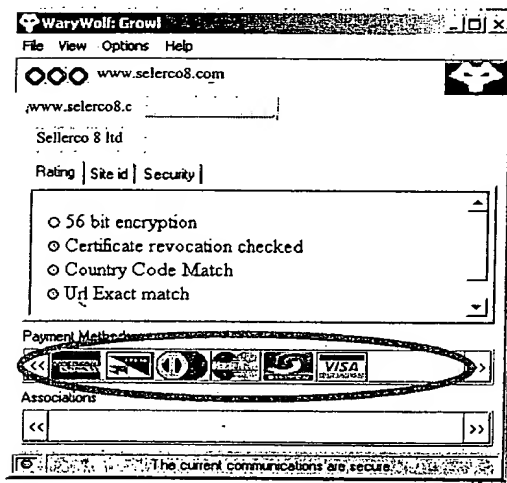 WaryWolf: Growl
File View Options Help
www.selerco8.com
www.selerco8.c
Sellerco 8 ltd
Rating Site id Security
56 bit encryption
Certificate revocation checked
Country Code Match
Url Exact match
Payment Methods
<< VISA >>
Associations
<< >>
The current communications are secure